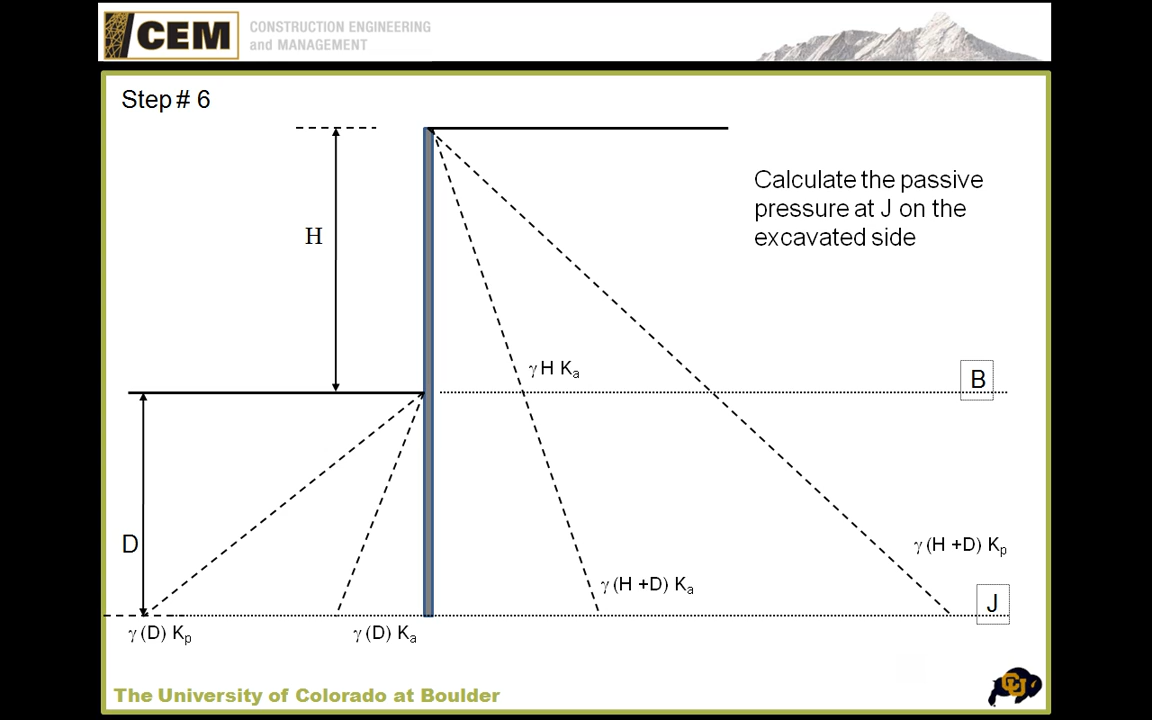 CEM
CONSTRUCTION ENGINEERING
and MANAGEMENT
Step # 6
Calculate the passive
pressure at J on the
excavated side
H
γ H Kₐ
B
D
γ (H +D) Kₚ
γ (H +D) Kₐ
J
γ (D) Kₚ
γ (D) Kₐ
The University of Colorado at Boulder
CU